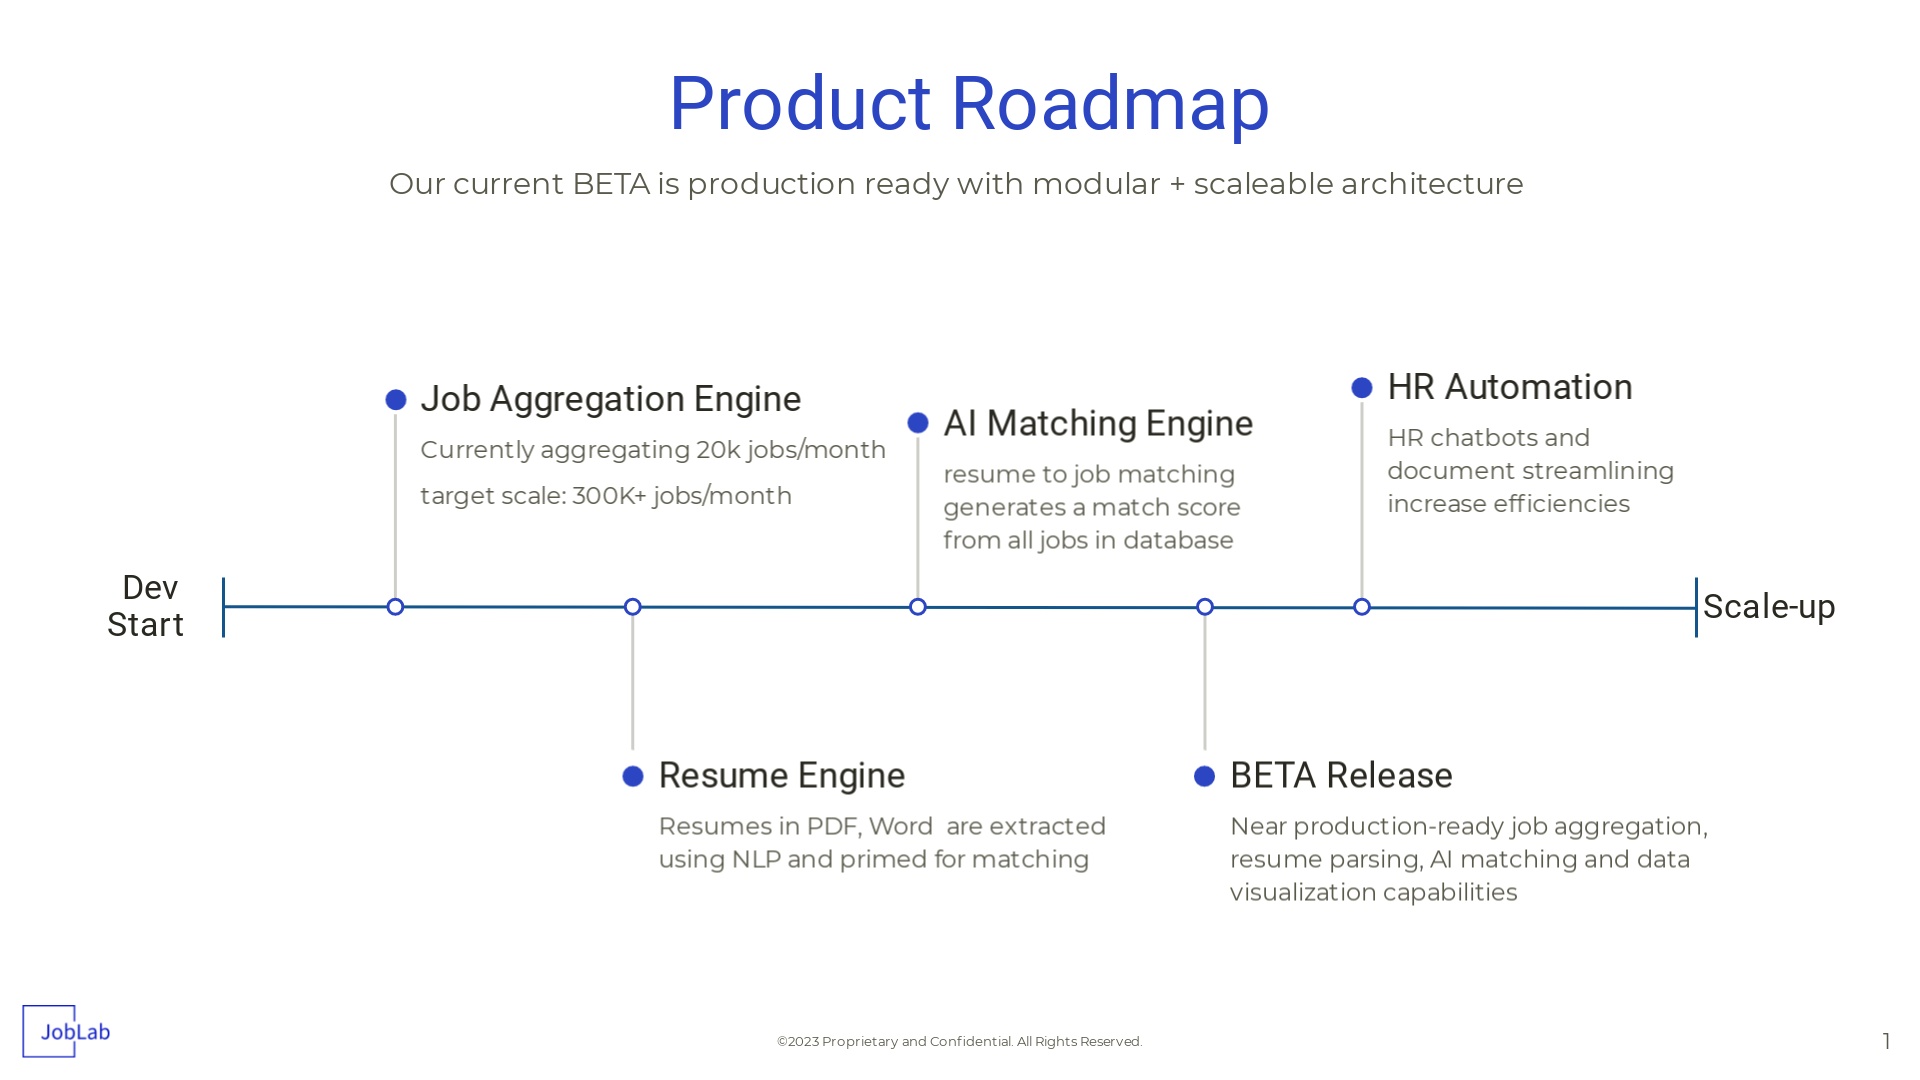 Product Roadmap
Our current BETA is production ready with modular + scaleable architecture
Dev
Start
Job Aggregation Engine
Currently aggregating 20k jobs/month
target scale: 300K+ jobs/month
Resume Engine
Resumes in PDF, Word  are extracted
using NLP and primed for matching
AI Matching Engine
resume to job matching
generates a match score
from all jobs in database
BETA Release
Near production-ready job aggregation,
resume parsing, AI matching and data
visualization capabilities
HR Automation
HR chatbots and
document streamlining
increase efficiencies
Scale-up
JobLab
©2023 Proprietary and Confidential. All Rights Reserved.
1